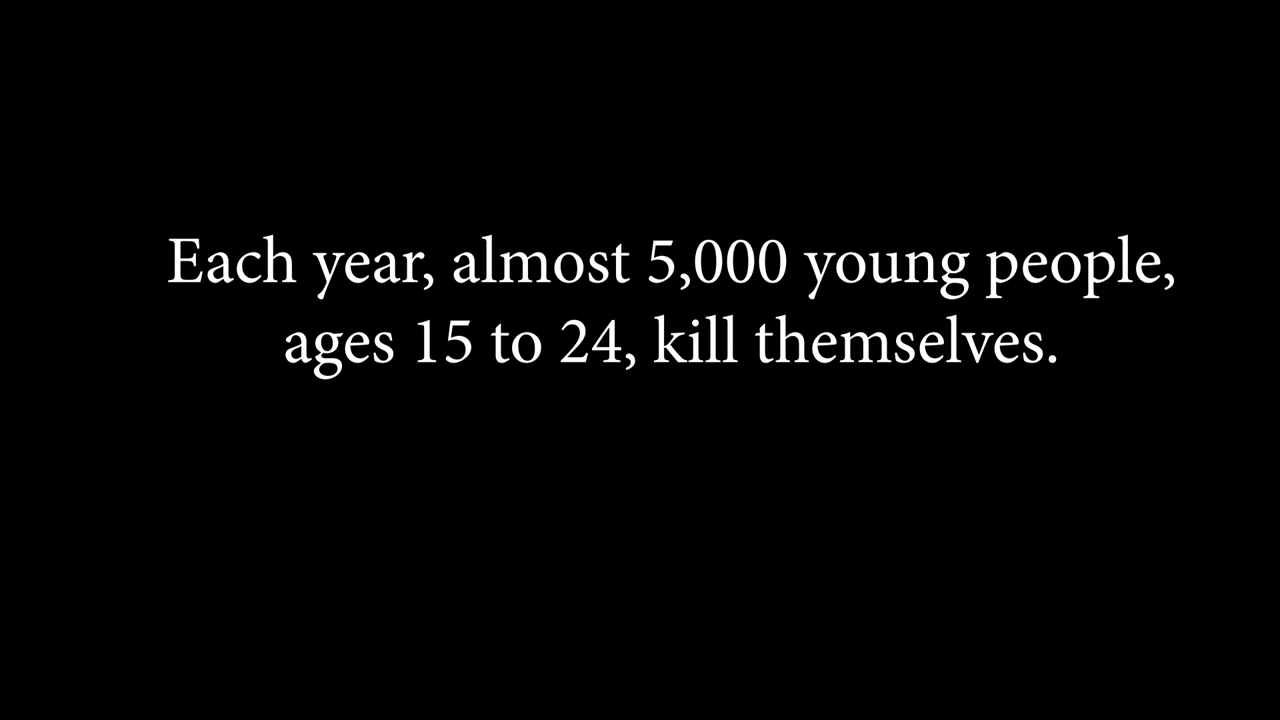 Each year, almost 5,000 young people,
ages 15 to 24, kill themselves.